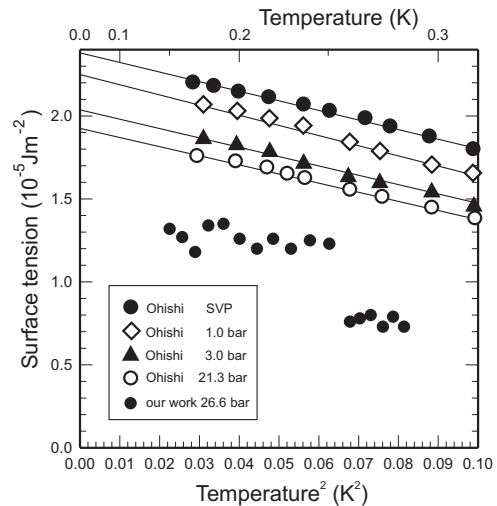 Temperature (K)
0.0 0.1 0.2 0.3
Surface tension (10⁻⁵Jm⁻²)
2.0
1.5
1.0
0.5
0.0
Ohishi SVP
Ohishi 1.0 bar
Ohishi 3.0 bar
Ohishi 21.3 bar
our work 26.6 bar
0.00 0.01 0.02 0.03 0.04 0.05 0.06 0.07 0.08 0.09 0.10
Temperature² (K²)